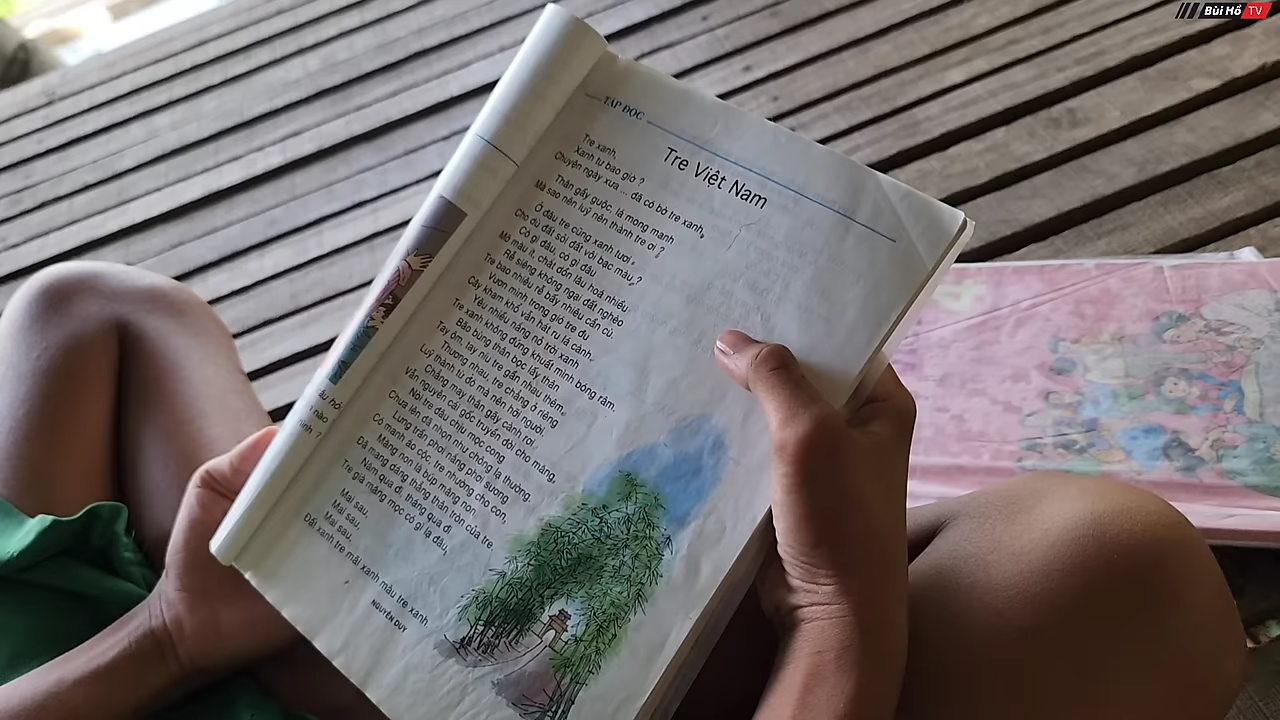 Bùi Hồ TV
TẬP ĐỌC
Tre Việt Nam
Tre xanh,
Xanh tự bao giờ ?
Chuyện ngày xưa ... đã có bờ tre xanh.
Thân gầy guộc, lá mong manh
Mà sao nên luỹ nên thành tre ơi ?
Ở đâu tre cũng xanh tươi
Cho dù đất sỏi đất vôi bạc màu ?
Có gì đâu, có gì đâu
Mỡ màu ít, chắt dồn lâu hoá nhiều.
Rễ siêng không ngại đất nghèo
Tre bao nhiêu rễ bấy nhiêu cần cù.
Vươn mình trong gió tre đu
Cây kham khổ vẫn hát ru lá cành.
Yêu nhiều nắng nỏ trời xanh
Tre xanh không đứng khuất mình bóng râm.
Bão bùng thân bọc lấy thân
Tay ôm, tay níu tre gần nhau thêm.
Thương nhau, tre chẳng ở riêng
Luỹ thành từ đó mà nên hỡi người.
Chẳng may thân gãy cành rơi
Vẫn nguyên cái gốc truyền đời cho măng.
Nòi tre đâu chịu mọc cong
Chưa lên đã nhọn như chông lạ thường.
Lưng trần phơi nắng phơi sương
Có manh áo cộc, tre nhường cho con.
Măng non là búp măng non
Đã mang dáng thẳng thân tròn của tre.
Năm qua đi, tháng qua đi
Tre già măng mọc có gì lạ đâu,
Mai sau,
Mai sau,
Mai sau,
Đất xanh tre mãi xanh màu tre xanh.
NGUYỄN DUY
4